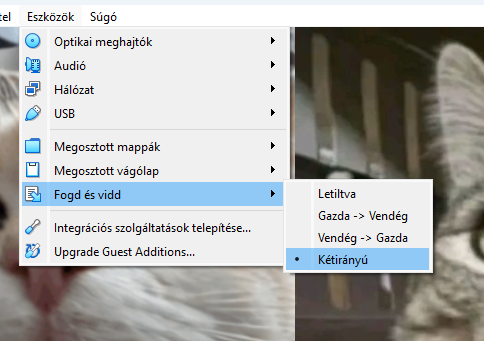 tel Eszközök Súgó
Optikai meghajtók
Audió
Hálózat
USB
Megosztott mappák
Megosztott vágólap
Fogd és vidd
Integrációs szolgáltatások telepítése...
Upgrade Guest Additions...
Letiltva
Gazda -> Vendég
Vendég -> Gazda
Kétirányú